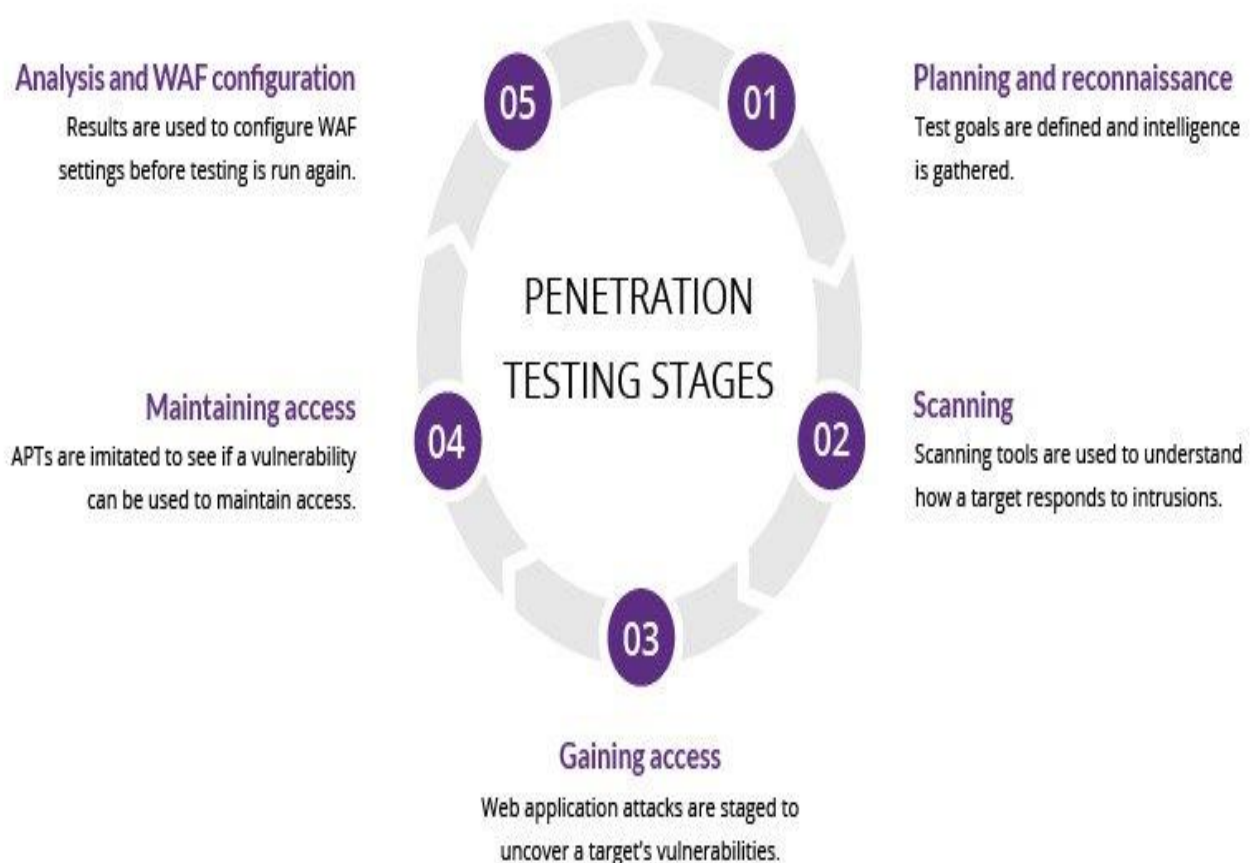 PENETRATION
TESTING STAGES
01
Planning and reconnaissance
Test goals are defined and intelligence
is gathered.
02
Scanning
Scanning tools are used to understand
how a target responds to intrusions.
03
Gaining access
Web application attacks are staged to
uncover a target's vulnerabilities.
04
Maintaining access
APTs are imitated to see if a vulnerability
can be used to maintain access.
05
Analysis and WAF configuration
Results are used to configure WAF
settings before testing is run again.